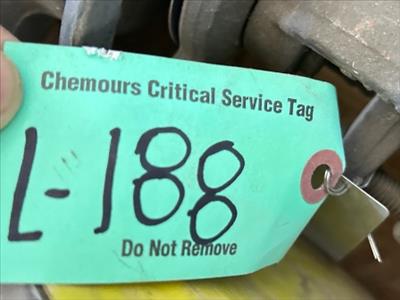 Chemours Critical Service Tag
L-188
Do Not Remove